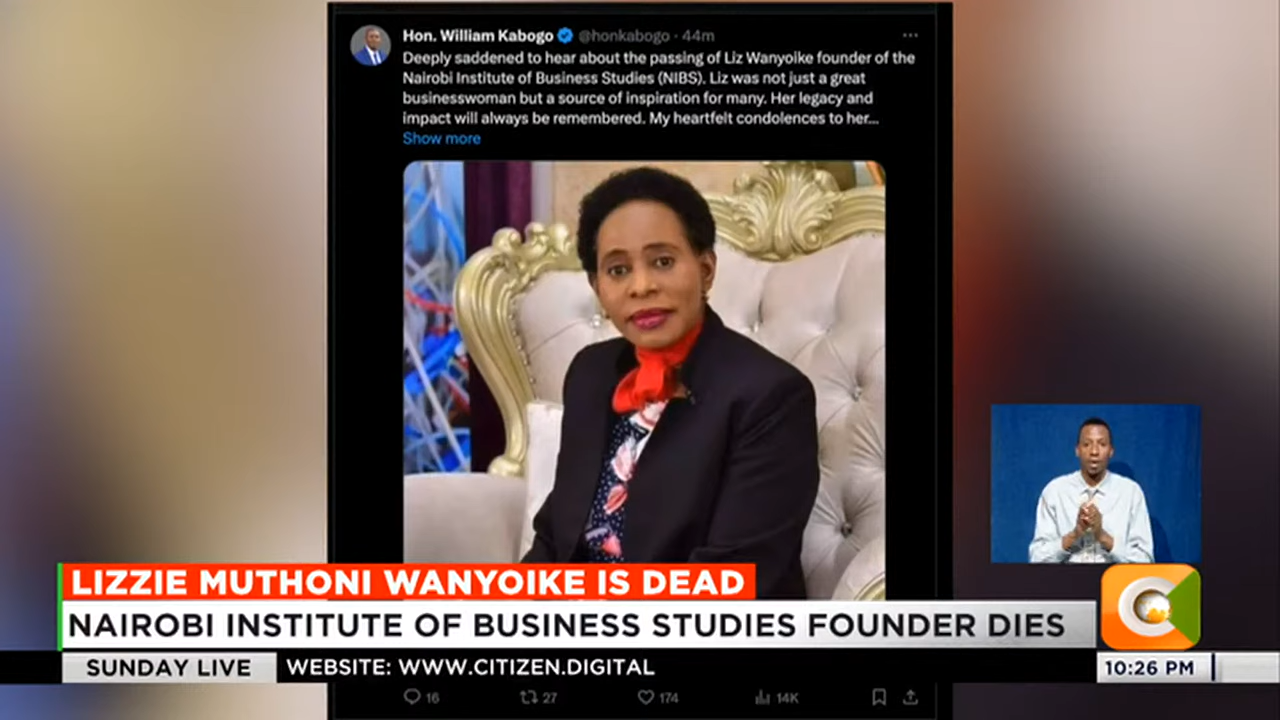 Hon. William Kabogo @honkabogo · 44m
Deeply saddened to hear about the passing of Liz Wanyoike founder of the
Nairobi Institute of Business Studies (NIBS). Liz was not just a great
businesswoman but a source of inspiration for many. Her legacy and
impact will always be remembered. My heartfelt condolences to her...
Show more
LIZZIE MUTHONI WANYOIKE IS DEAD
NAIROBI INSTITUTE OF BUSINESS STUDIES FOUNDER DIES
SUNDAY LIVE WEBSITE: WWW.CITIZEN.DIGITAL 10:26 PM
16 27 174 14K